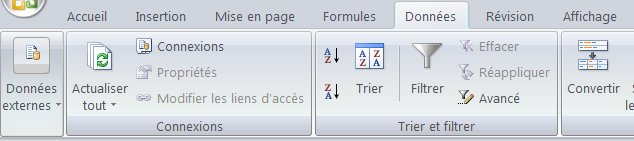 Accueil Insertion Mise en page Formules Données Révision Affichage
Données externes
Actualiser tout
Connexions
Propriétés
Modifier les liens d'accès
Connexions
A Z
Z A
A Z Z A
Trier
Filtrer
Effacer
Réappliquer
Avancé
Trier et filtrer
Convertir